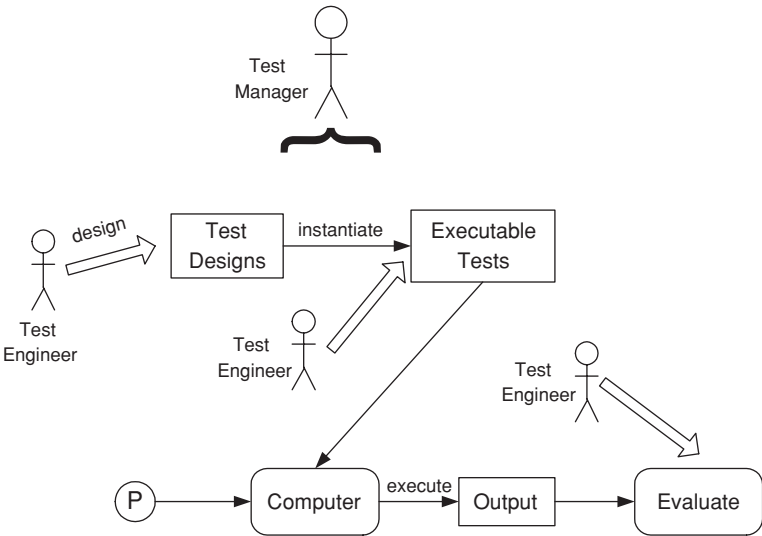 Test
Manager
design
Test
Designs
instantiate
Executable
Tests
Test
Engineer
Test
Engineer
Test
Engineer
P
Computer
execute
Output
Evaluate